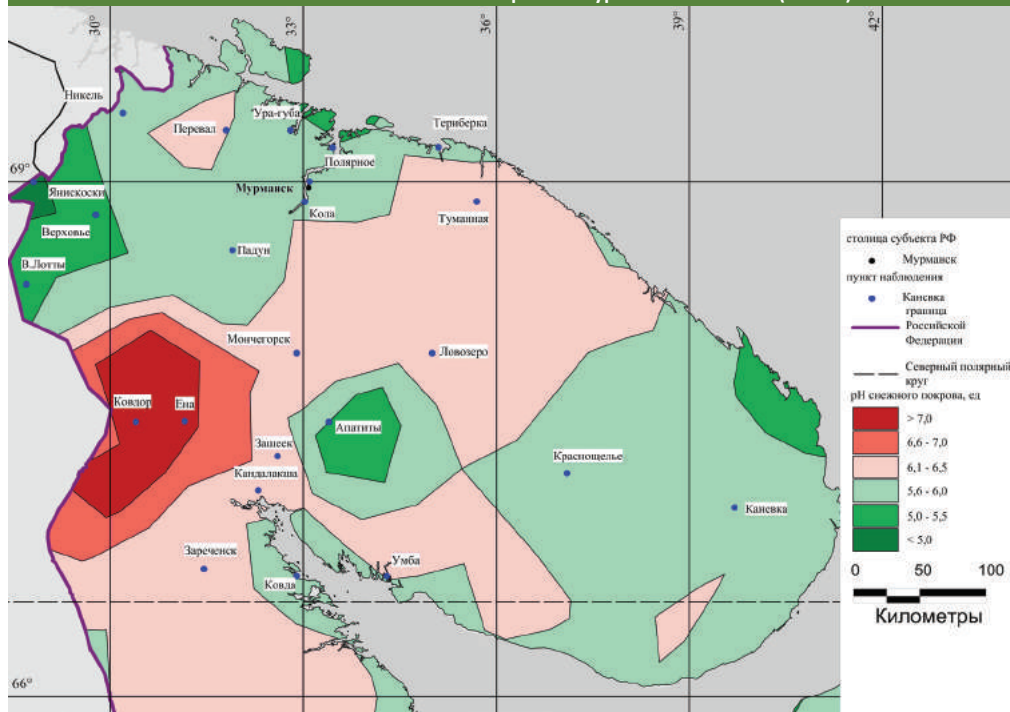 30°
33°
36°
39°
42°
Никель
Перевал
Ура-губа
Териберка
69°
Полярное
Янискоски
Мурманск
Верховье
Кола
Туманная
Падун
В.Лотты
Мончегорск
Ловозеро
Ковдор
Ена
Апатиты
Зашеек
Краснощелье
Кандалакша
Каневка
Зареченск
Умба
Ковда
66°
столица субъекта РФ
Мурманск
пункт наблюдения
Каневка
граница
Российской
Федерации
Северный полярный
круг
pH снежного покрова, ед
> 7,0
6,6 - 7,0
6,1 - 6,5
5,6 - 6,0
5,0 - 5,5
< 5,0
0 50 100
Километры